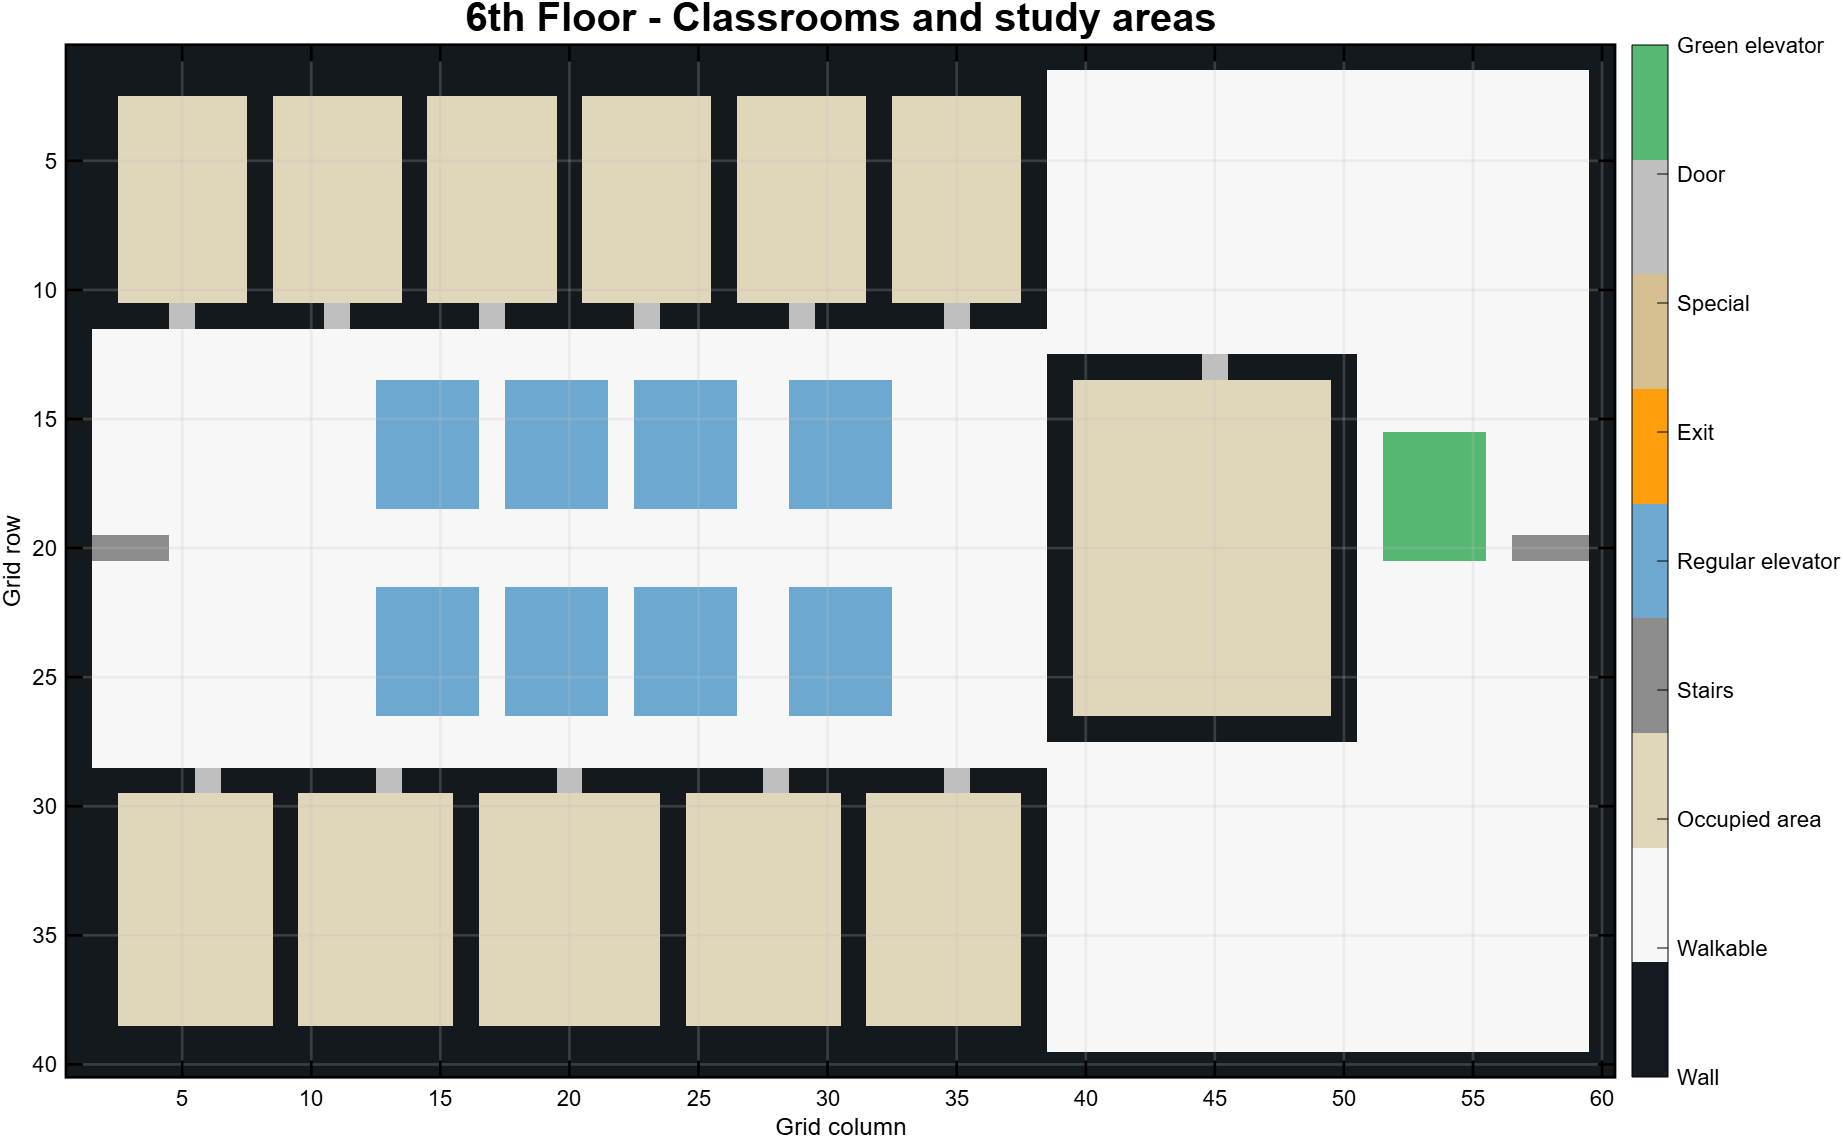 6th Floor - Classrooms and study areas
Green elevator
Door
Special
Exit
Regular elevator
Stairs
Occupied area
Walkable
Wall
Grid row
5
10
15
20
25
30
35
40
5 10 15 20 25 30 35 40 45 50 55 60
Grid column